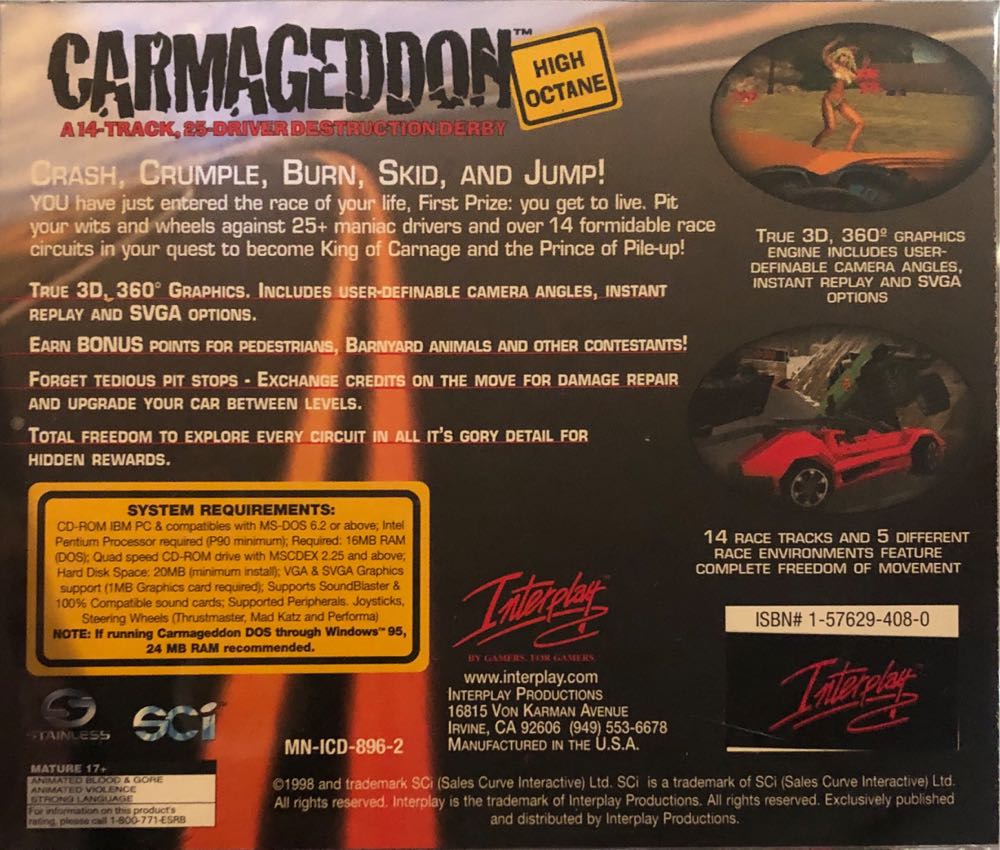 CARMAGEDDON™
HIGH
OCTANE
A 14-TRACK, 25-DRIVER DESTRUCTION DERBY
CRASH, CRUMPLE, BURN, SKID, AND JUMP!
YOU have just entered the race of your life, First Prize: you get to live. Pit
your wits and wheels against 25+ maniac drivers and over 14 formidable race
circuits in your quest to become King of Carnage and the Prince of Pile-up!
TRUE 3D, 360° GRAPHICS. INCLUDES USER-DEFINABLE CAMERA ANGLES, INSTANT
REPLAY AND SVGA OPTIONS.
EARN BONUS POINTS FOR PEDESTRIANS, BARNYARD ANIMALS AND OTHER CONTESTANTS!
FORGET TEDIOUS PIT STOPS - EXCHANGE CREDITS ON THE MOVE FOR DAMAGE REPAIR
AND UPGRADE YOUR CAR BETWEEN LEVELS.
TOTAL FREEDOM TO EXPLORE EVERY CIRCUIT IN ALL IT'S GORY DETAIL FOR
HIDDEN REWARDS.
TRUE 3D, 360º GRAPHICS
ENGINE INCLUDES USER-
DEFINABLE CAMERA ANGLES,
INSTANT REPLAY AND SVGA
OPTIONS
14 RACE TRACKS AND 5 DIFFERENT
RACE ENVIRONMENTS FEATURE
COMPLETE FREEDOM OF MOVEMENT
SYSTEM REQUIREMENTS:
CD-ROM IBM PC & compatibles with MS-DOS 6.2 or above; Intel
Pentium Processor required (P90 minimum); Required: 16MB RAM
(DOS); Quad speed CD-ROM drive with MSCDEX 2.25 and above;
Hard Disk Space: 20MB (minimum install); VGA & SVGA Graphics
support (1MB Graphics card required); Supports SoundBlaster &
100% Compatible sound cards; Supported Peripherals. Joysticks,
Steering Wheels (Thrustmaster, Mad Katz and Performa)
NOTE: If running Carmageddon DOS through Windows™ 95,
24 MB RAM recommended.
Interplay™
BY GAMERS. FOR GAMERS.
www.interplay.com
INTERPLAY PRODUCTIONS
16815 VON KARMAN AVENUE
IRVINE, CA 92606 (949) 553-6678
MANUFACTURED IN THE U.S.A.
ISBN# 1-57629-408-0
Interplay
STAINLESS
SCi™
MN-ICD-896-2
MATURE 17+
ANIMATED BLOOD & GORE
ANIMATED VIOLENCE
STRONG LANGUAGE
For information on this product's
rating, please call 1-800-771-ESRB
©1998 and trademark SCi (Sales Curve Interactive) Ltd. SCi is a trademark of SCi (Sales Curve Interactive) Ltd.
All rights reserved. Interplay is the trademark of Interplay Productions. All rights reserved. Exclusively published
and distributed by Interplay Productions.